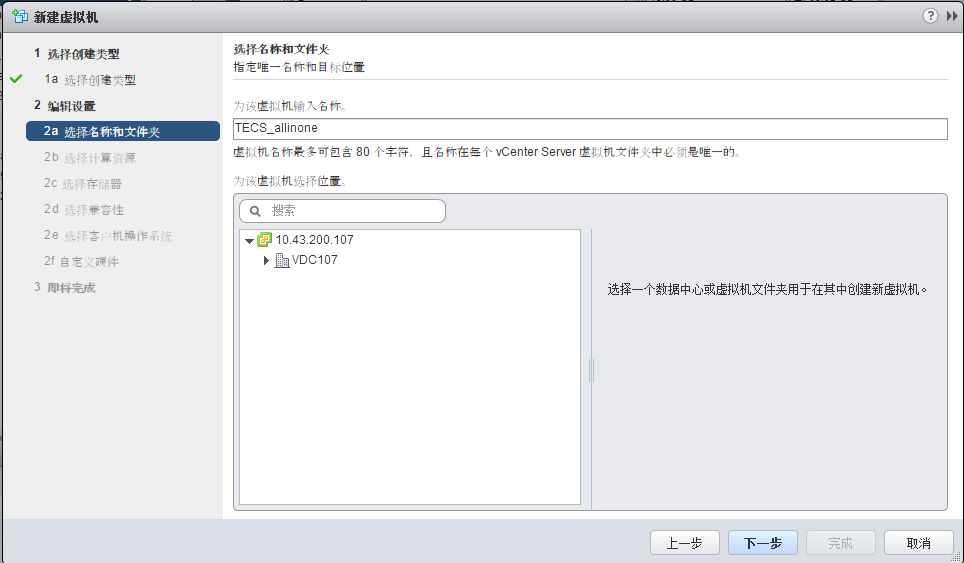 新建虚拟机
1 选择创建类型
1a 选择创建类型
2 编辑设置
2a 选择名称和文件夹
2b 选择计算资源
2c 选择存储器
2d 选择兼容性
2e 选择客户机操作系统
2f 自定义硬件
3 即将完成
选择名称和文件夹
指定唯一名称和目标位置
为该虚拟机输入名称。
TECS_allinone
虚拟机名称最多可包含 80 个字符，且名称在每个 vCenter Server 虚拟机文件夹中必须是唯一的。
为该虚拟机选择位置。
搜索
10.43.200.107
VDC107
选择一个数据中心或虚拟机文件夹用于在其中创建新虚拟机。
上一步
下一步
完成
取消